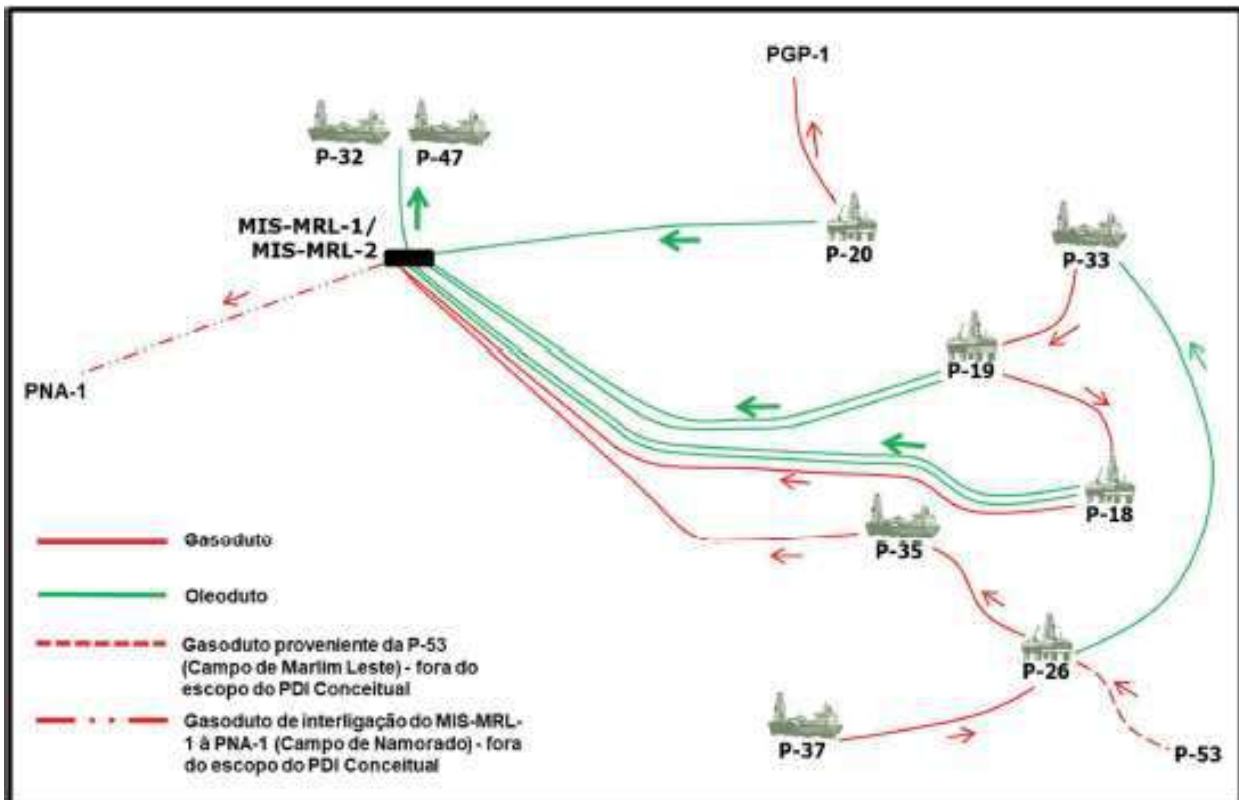 PGP-1
P-32
P-47
MIS-MRL-1/
MIS-MRL-2
P-20
P-33
PNA-1
P-19
P-18
P-35
P-26
P-37
P-53
Gasoduto
Oleoduto
Gasoduto proveniente da P-53
(Campo de Marlim Leste) - fora do
escopo do PDI Conceitual
Gasoduto de interligação do MIS-MRL-
1 à PNA-1 (Campo de Namorado) - fora
do escopo do PDI Conceitual